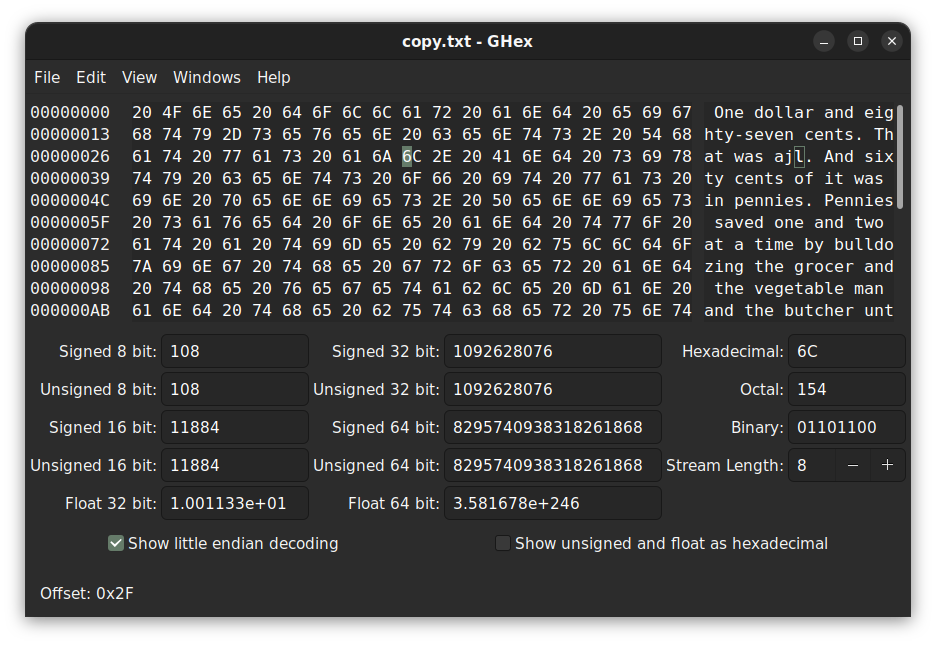 copy.txt - GHex
File Edit View Windows Help
00000000 20 4F 6E 65 20 64 6F 6C 6C 61 72 20 61 6E 64 20 65 69 67 One dollar and eig
00000013 68 74 79 2D 73 65 76 65 6E 20 63 65 6E 74 73 2E 20 54 68 hty-seven cents. Th
00000026 61 74 20 77 61 73 20 61 6A 6C 2E 20 41 6E 64 20 73 69 78 at was ajl. And six
00000039 74 79 20 63 65 6E 74 73 20 6F 66 20 69 74 20 77 61 73 20 ty cents of it was
0000004C 69 6E 20 70 65 6E 6E 69 65 73 2E 20 50 65 6E 6E 69 65 73 in pennies. Pennies
0000005F 20 73 61 76 65 64 20 6F 6E 65 20 61 6E 64 20 74 77 6F 20 saved one and two
00000072 61 74 20 61 20 74 69 6D 65 20 62 79 20 62 75 6C 6C 64 6F at a time by bulldo
00000085 7A 69 6E 67 20 74 68 65 20 67 72 6F 63 65 72 20 61 6E 64 zing the grocer and
00000098 20 74 68 65 20 76 65 67 65 74 61 62 6C 65 20 6D 61 6E 20 the vegetable man
000000AB 61 6E 64 20 74 68 65 20 62 75 74 63 68 65 72 20 75 6E 74 and the butcher unt
Signed 8 bit: 108 Signed 32 bit: 1092628076 Hexadecimal: 6C
Unsigned 8 bit: 108 Unsigned 32 bit: 1092628076 Octal: 154
Signed 16 bit: 11884 Signed 64 bit: 8295740938318261868 Binary: 01101100
Unsigned 16 bit: 11884 Unsigned 64 bit: 8295740938318261868 Stream Length: 8 − +
Float 32 bit: 1.001133e+01 Float 64 bit: 3.581678e+246
Show little endian decoding Show unsigned and float as hexadecimal
Offset: 0x2F